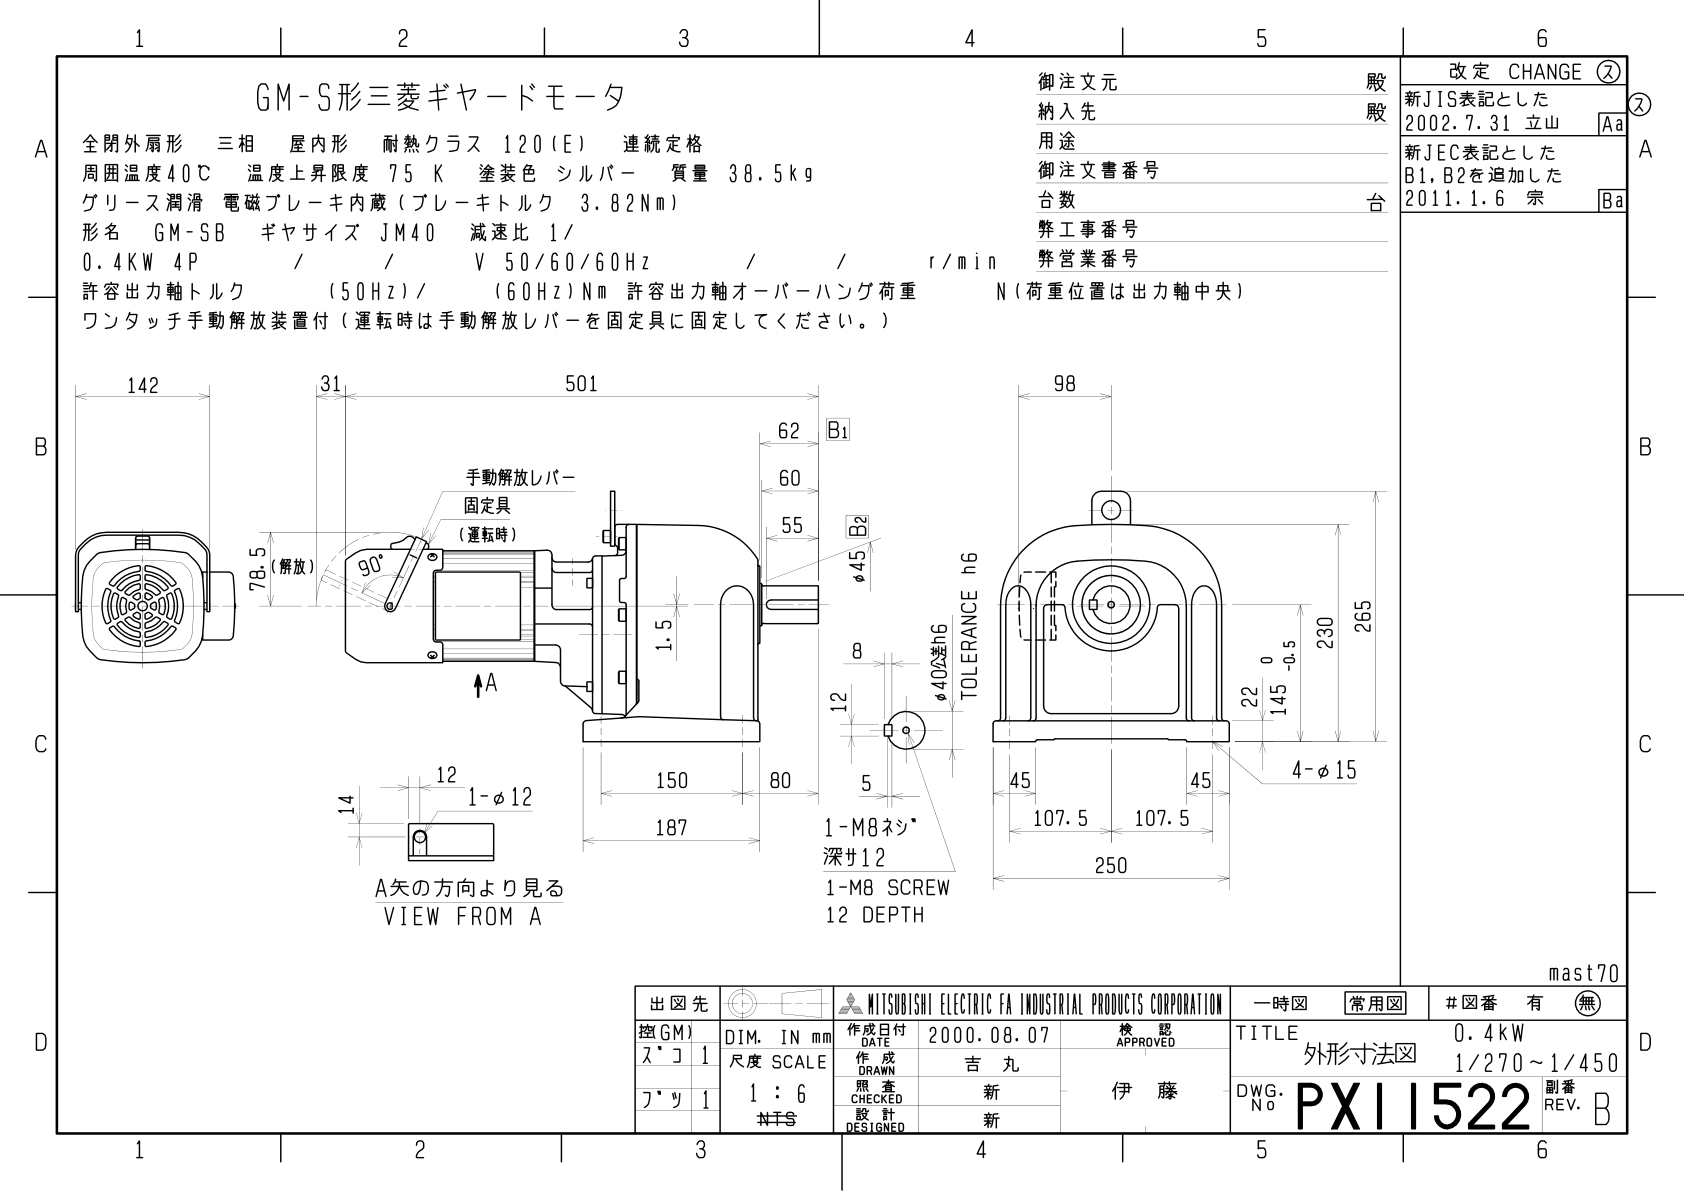 1 2 3 4 5 6
GM-S形三菱ギヤードモータ
全閉外扇形 三相 屋内形 耐熱クラス 120(E) 連続定格
周囲温度40℃ 温度上昇限度 75 K 塗装色 シルバー 質量 38.5kg
グリース潤滑 電磁ブレーキ内蔵(ブレーキトルク 3.82Nm)
形名 GM-SB ギヤサイズ JM40 減速比 1/
0.4KW 4P / / V 50/60/60Hz / / r/min
許容出力軸トルク (50Hz)/ (60Hz)Nm 許容出力軸オーバーハング荷重 N(荷重位置は出力軸中央)
ワンタッチ手動解放装置付(運転時は手動解放レバーを固定具に固定してください。)
御注文元 殿
納入先 殿
用途
御注文書番号
台数 台
弊工事番号
弊営業番号
改定 CHANGE ス
新JIS表記とした ス
2002.7.31 立山 Aa
新JEC表記とした
B1,B2を追加した
2011.1.6 宗 Ba
A A
B B
C C
D D
142
31
501
98
62 B1
60
55
B2
手動解放レバー
固定具
(運転時)
78.5
(解放)
90°
φ45
1.5
A
TOLERANCE h6
φ40公差h6
8
12
5
265
230
0
-0.5
145
22
150 80
187
12
14
1-φ12
A矢の方向より見る
VIEW FROM A
1-M8ネジ
深サ12
1-M8 SCREW
12 DEPTH
45 45
4-φ15
107.5 107.5
250
mast70
出図先
控(GM)
ズコ 1
ブツ 1
DIM. IN mm
尺度 SCALE
1 : 6
NTS
MITSUBISHI ELECTRIC FA INDUSTRIAL PRODUCTS CORPORATION
作成日付 DATE 2000.08.07
検認 APPROVED
作成 DRAWN 吉丸
照査 CHECKED 新
設計 DESIGNED 新
伊藤
一時図 常用図 #図番 有 無
TITLE 外形寸法図
0.4kW
1/270~1/450
DWG. No PX11522
副番 REV. B
1 2 3 4 5 6